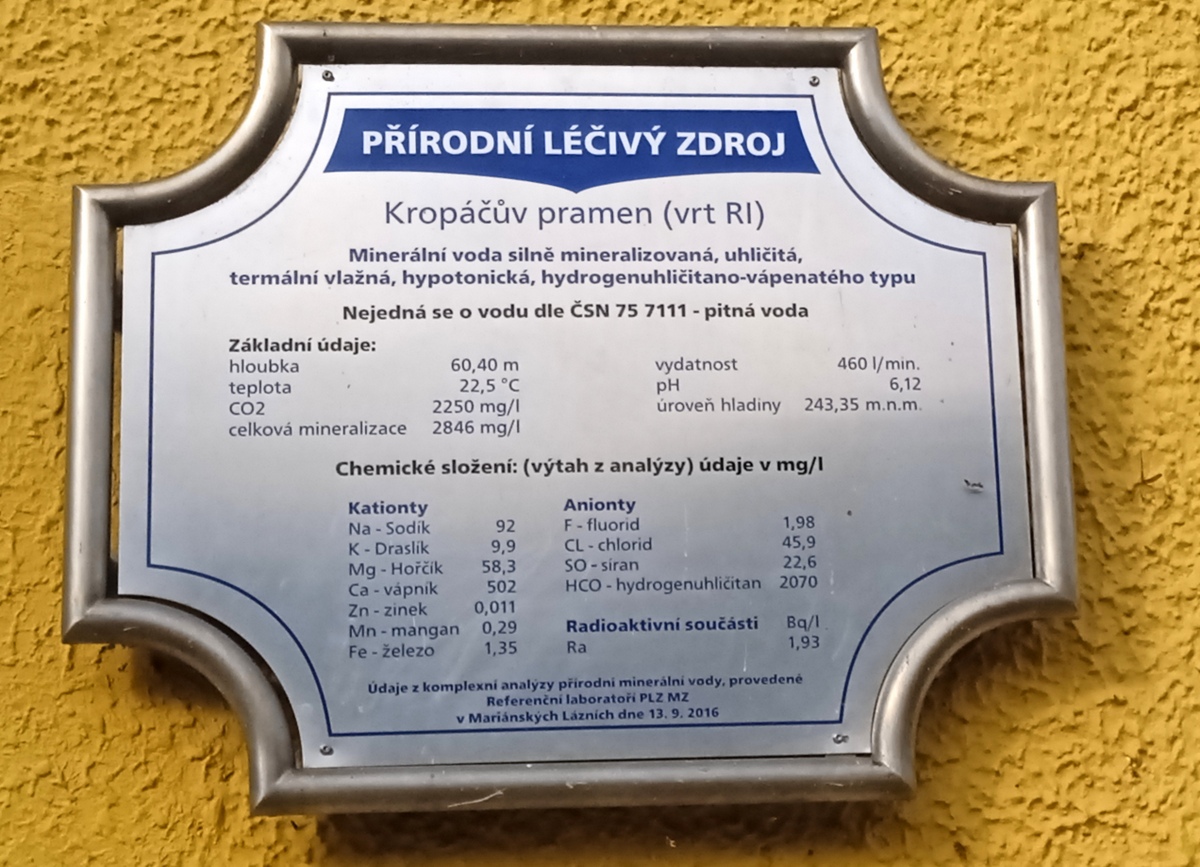 PŘÍRODNÍ LÉČIVÝ ZDROJ
Kropáčův pramen (vrt RI)
Minerální voda silně mineralizovaná, uhličitá,
termální vlažná, hypotonická, hydrogenuhličitano-vápenatého typu
Nejedná se o vodu dle ČSN 75 7111 - pitná voda
Základní údaje:
hloubka 60,40 m vydatnost 460 l/min.
teplota 22,5 °C pH 6,12
CO2 2250 mg/l úroveň hladiny 243,35 m.n.m.
celková mineralizace 2846 mg/l
Chemické složení: (výtah z analýzy) údaje v mg/l
Kationty Anionty
Na - Sodík 92 F - fluorid 1,98
K - Draslík 9,9 CL - chlorid 45,9
Mg - Hořčík 58,3 SO - síran 22,6
Ca - vápník 502 HCO - hydrogenuhličitan 2070
Zn - zinek 0,011
Mn - mangan 0,29 Radioaktivní součásti Bq/l
Fe - železo 1,35 Ra 1,93
Údaje z komplexní analýzy přírodní minerální vody, provedené
Referenční laboratoří PLZ MZ
v Mariánských Lázních dne 13. 9. 2016